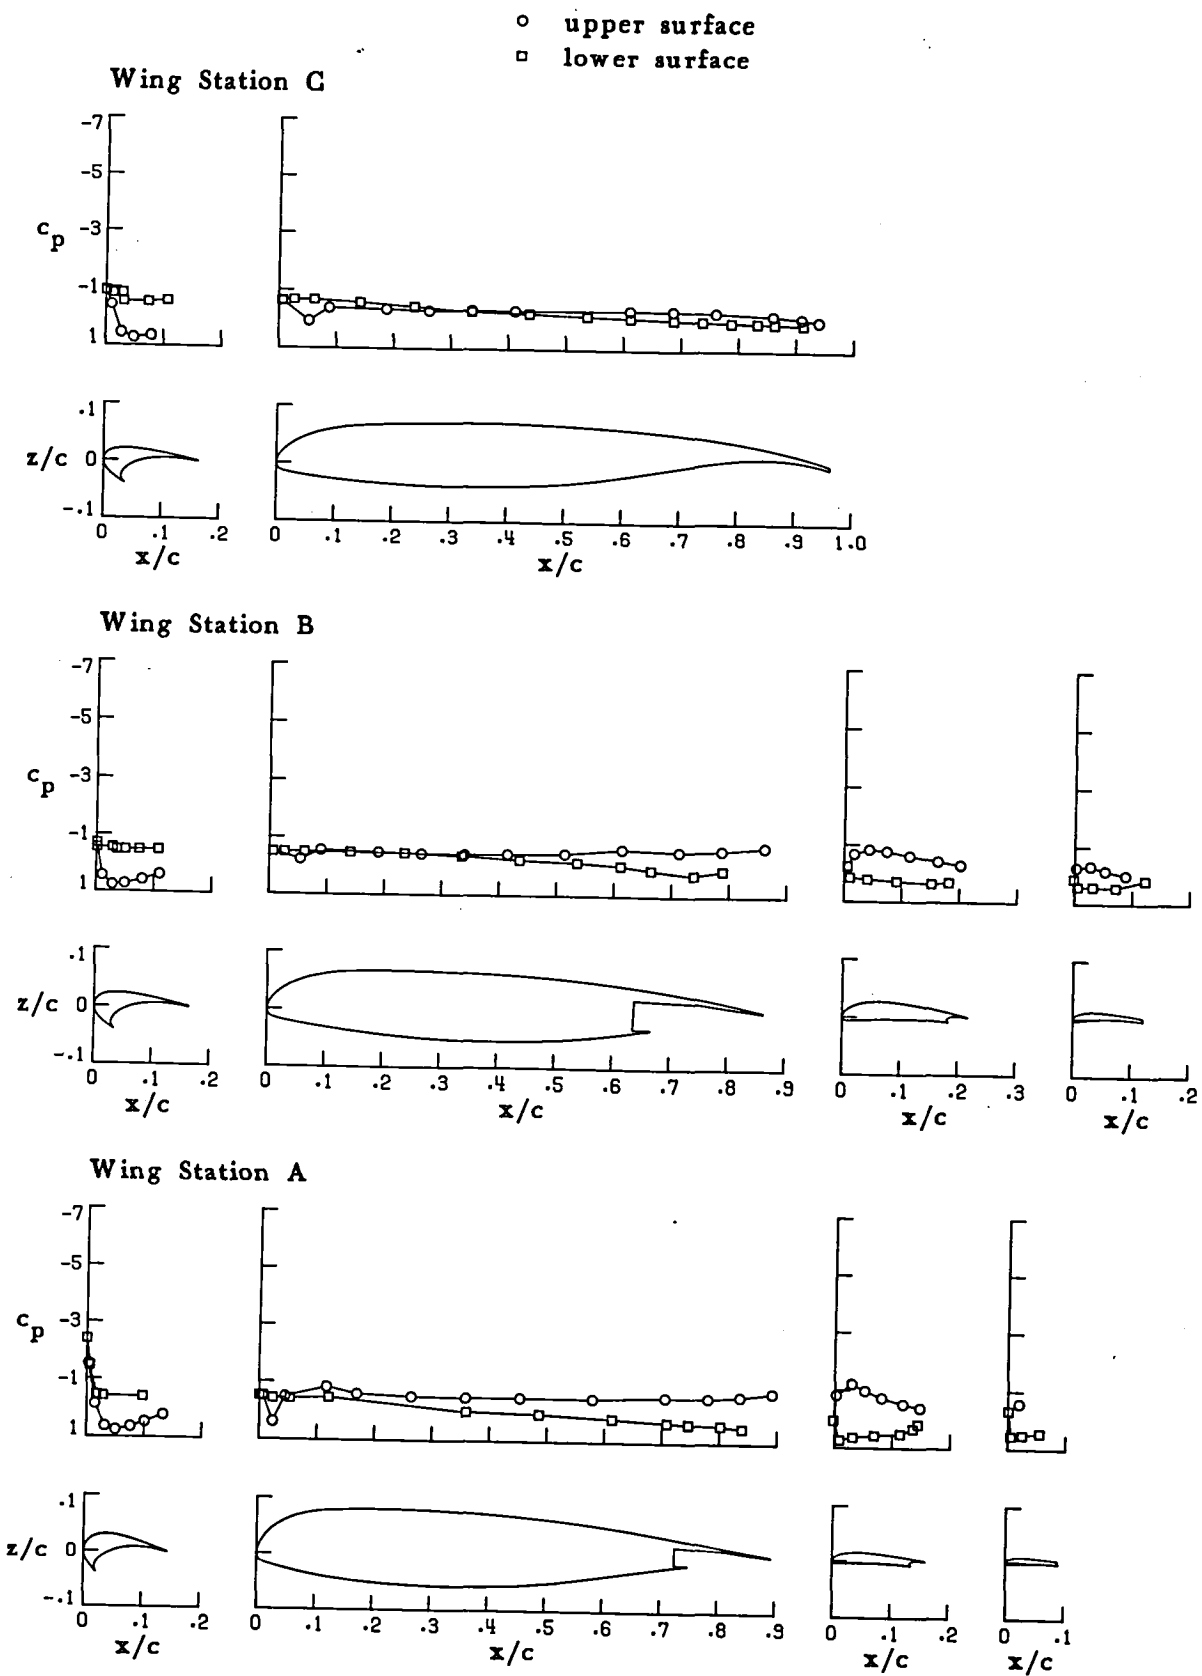 upper surface
lower surface
Wing Station C
-7
-5
c_p -3
-1
1
.1
z/c 0
-.1
0 .1 .2 0 .1 .2 .3 .4 .5 .6 .7 .8 .9 1.0
x/c x/c
Wing Station B
-7
-5
c_p -3
-1
1
.1
z/c 0
-.1
0 .1 .2 0 .1 .2 .3 .4 .5 .6 .7 .8 .9 0 .1 .2 .3 0 .1 .2
x/c x/c x/c x/c
Wing Station A
-7
-5
c_p -3
-1
1
.1
z/c 0
-.1
0 .1 .2 0 .1 .2 .3 .4 .5 .6 .7 .8 .9 0 .1 .2 0 .1
x/c x/c x/c x/c